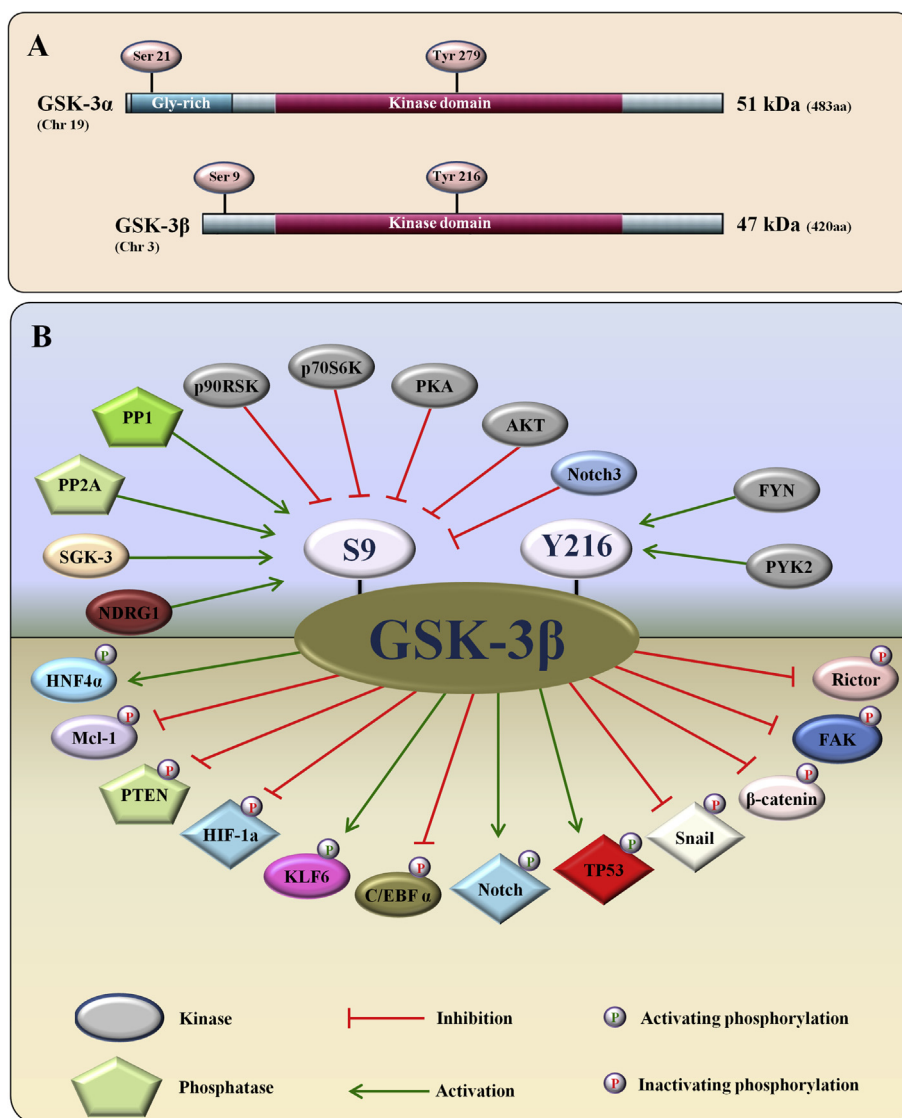 A
Ser 21
Tyr 279
GSK-3α
(Chr 19)
Gly-rich
Kinase domain
51 kDa (483aa)
Ser 9
Tyr 216
GSK-3β
(Chr 3)
Kinase domain
47 kDa (420aa)
B
p90RSK
p70S6K
PKA
AKT
Notch3
PP1
PP2A
SGK-3
NDRG1
FYN
PYK2
S9
Y216
GSK-3β
HNF4α
P
Mcl-1
P
PTEN
P
HIF-1a
P
KLF6
P
C/EBF α
P
Notch
P
TP53
P
Snail
P
β-catenin
P
FAK
P
Rictor
P
Kinase
Inhibition
P Activating phosphorylation
Phosphatase
Activation
P Inactivating phosphorylation